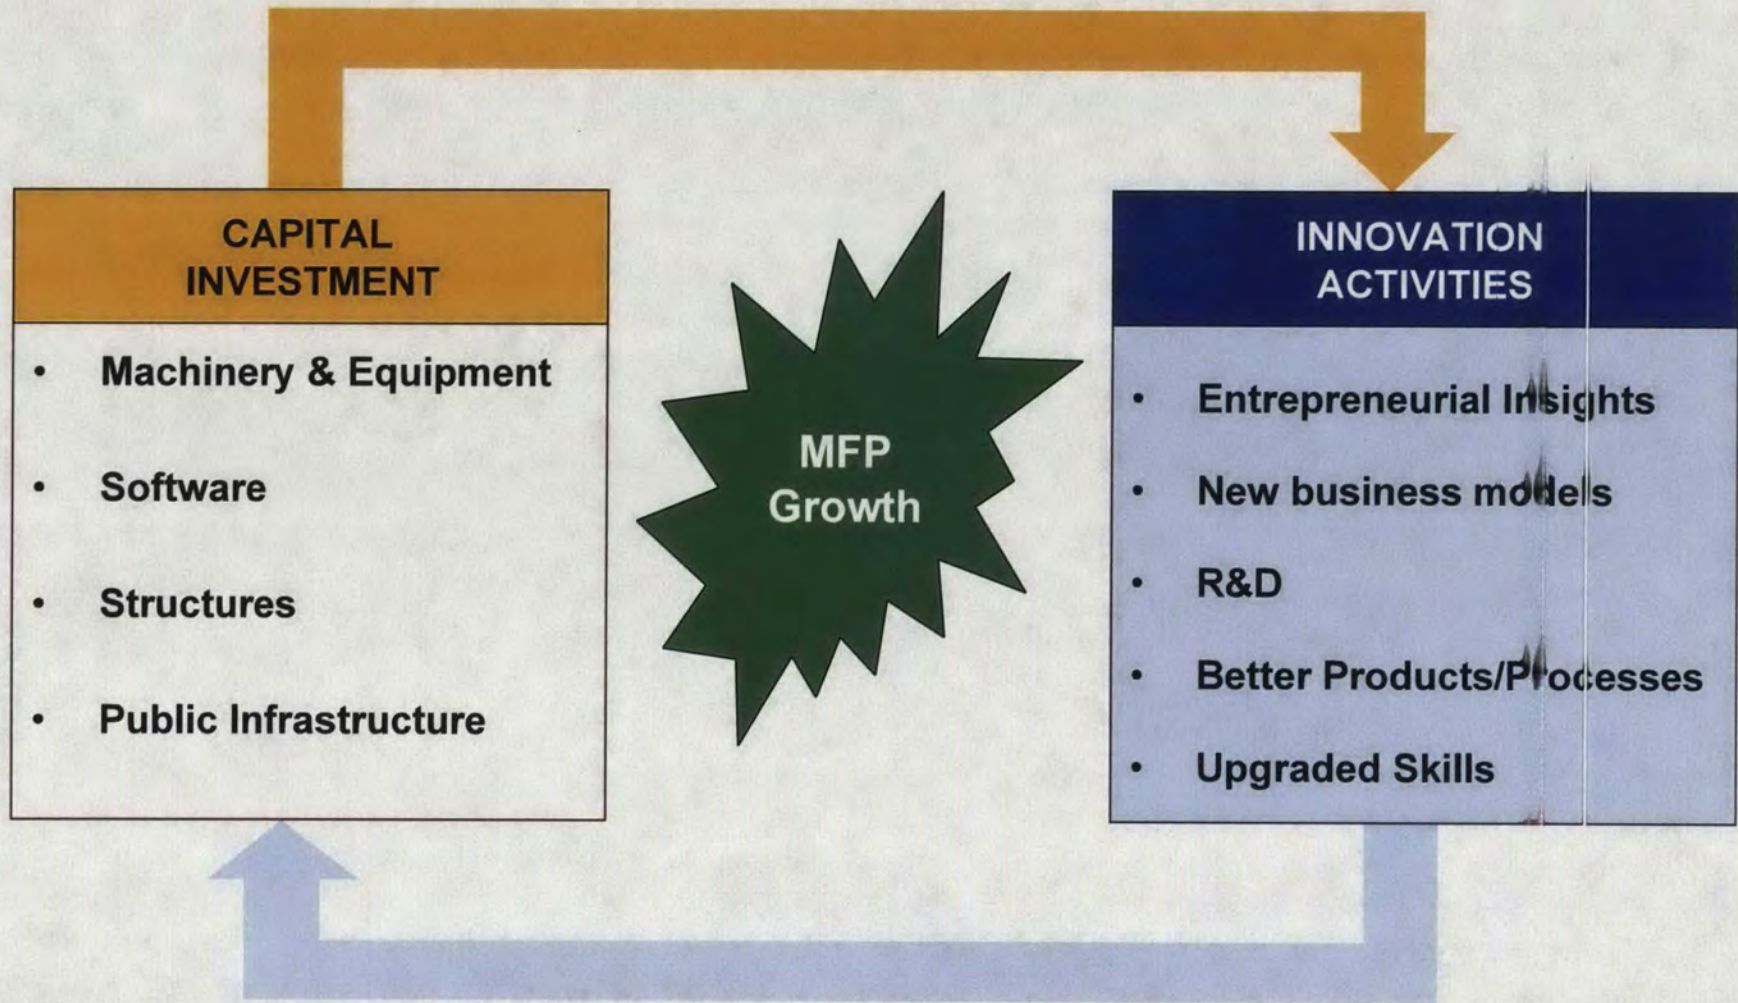 CAPITAL
INVESTMENT
• Machinery & Equipment
• Software
• Structures
• Public Infrastructure
MFP
Growth
INNOVATION
ACTIVITIES
• Entrepreneurial Insights
• New business models
• R&D
• Better Products/Processes
• Upgraded Skills